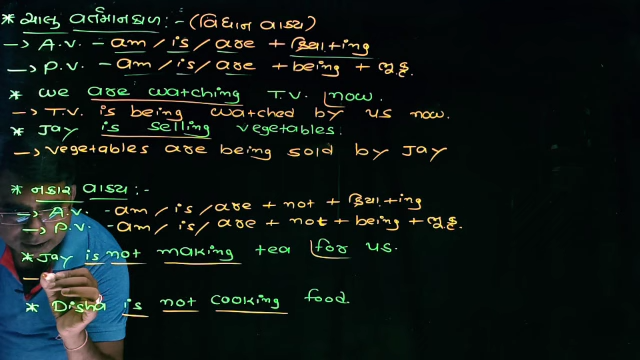 * ચાલુ વર્તમાનકાળ:- (વિધાન વાક્ય)
→ A.V. - am / is / are + ક્રિયા+ing
→ P.V. - am / is / are + being + ભૂ.કૃ.
* We are watching T.V. now.
→ T.V. is being watched by us now.
* Jay is selling vegetables.
→ vegetables are being sold by Jay
* નકાર વાક્ય :-
→ A.V. - am / is / are + not + ક્રિયા+ing
→ P.V. - am / is / are + not + being + ભૂ.કૃ.
* Jay is not making tea for us.
* Disha is not cooking food.